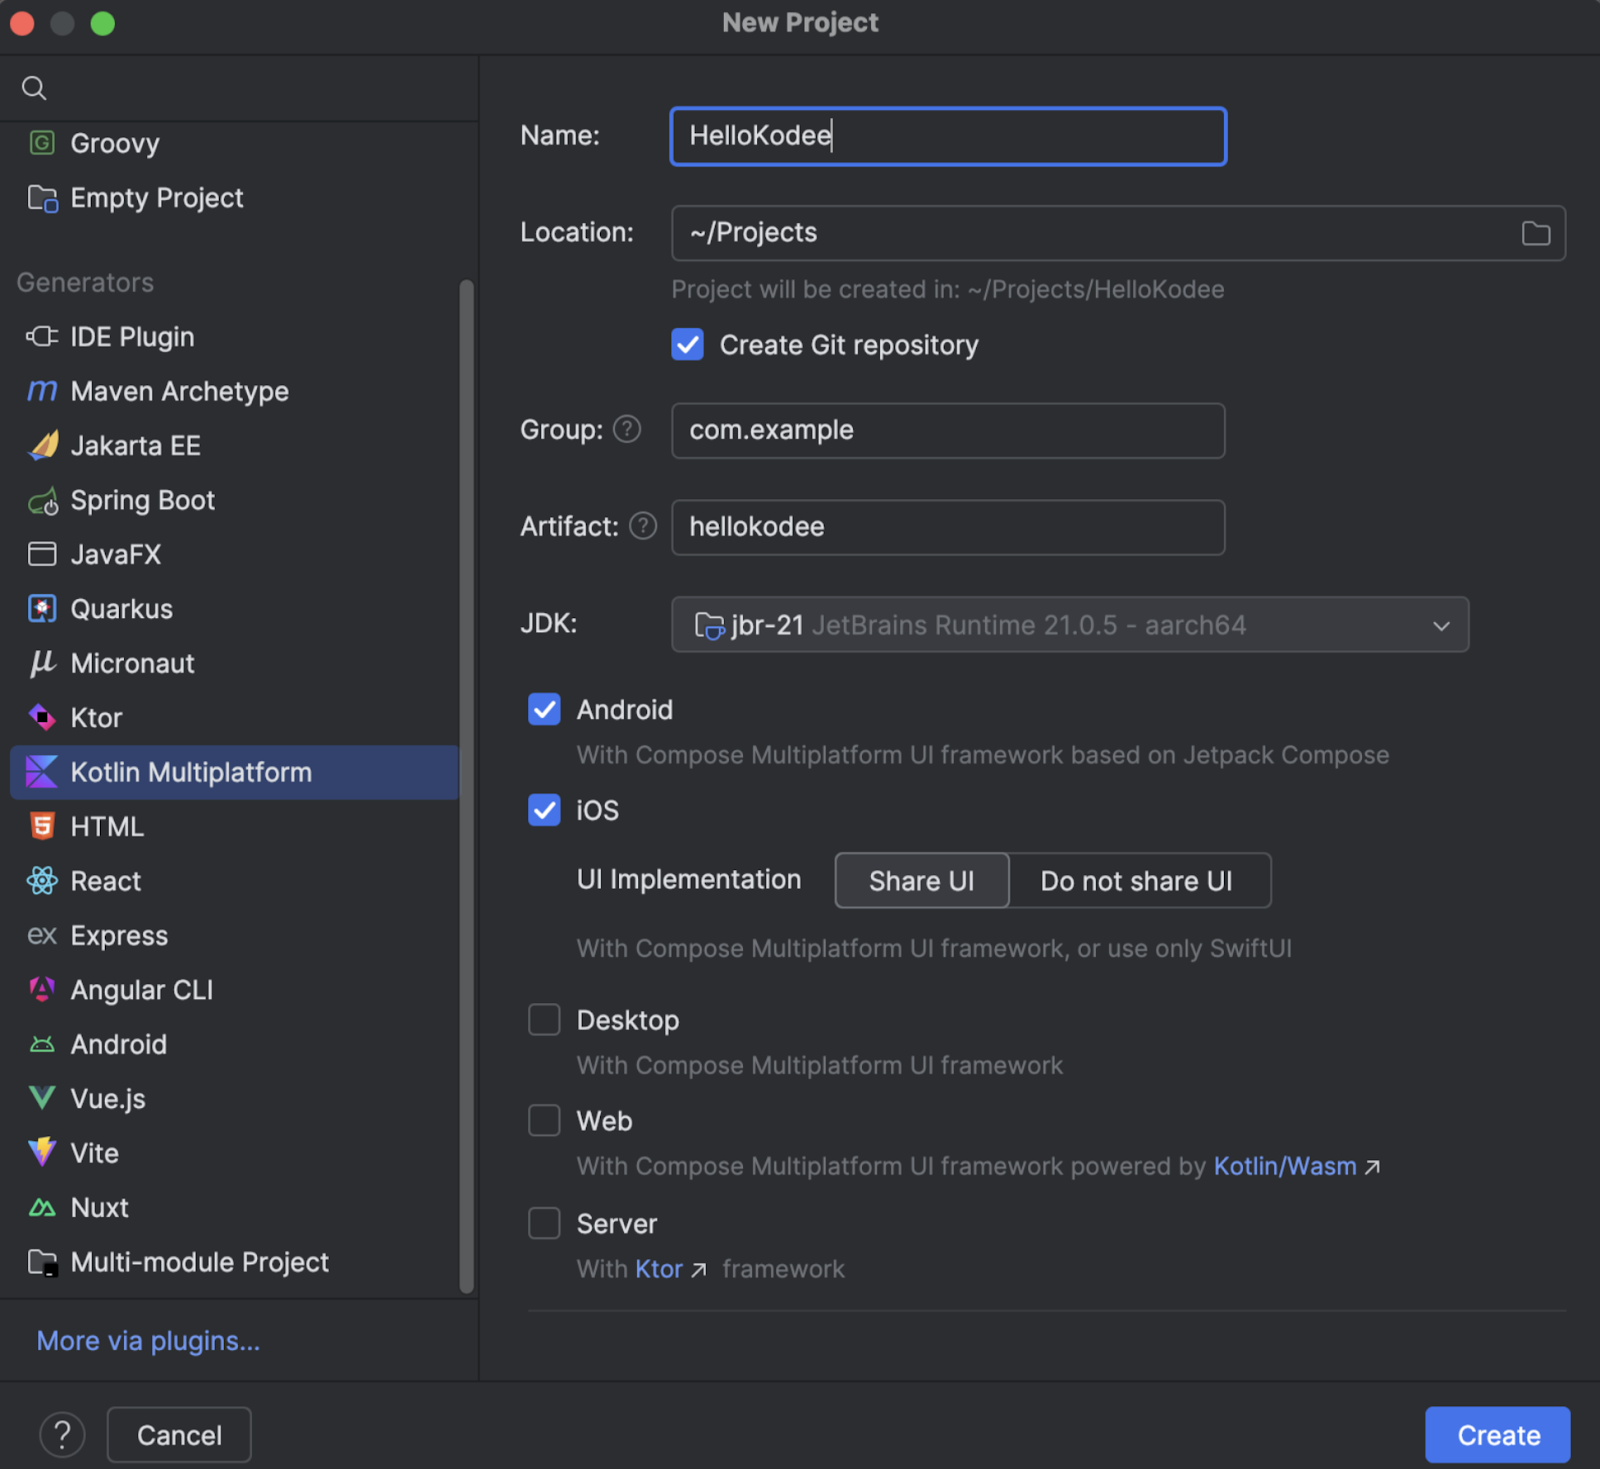 New Project
Groovy
Empty Project
Generators
IDE Plugin
Maven Archetype
Jakarta EE
Spring Boot
JavaFX
Quarkus
Micronaut
Ktor
Kotlin Multiplatform
HTML
React
Express
Angular CLI
Android
Vue.js
Vite
Nuxt
Multi-module Project
More via plugins...
Name: HelloKodee
Location: ~/Projects
Project will be created in: ~/Projects/HelloKodee
Create Git repository
Group: ? com.example
Artifact: ? hellokodee
JDK: jbr-21 JetBrains Runtime 21.0.5 - aarch64
Android
With Compose Multiplatform UI framework based on Jetpack Compose
iOS
UI Implementation Share UI Do not share UI
With Compose Multiplatform UI framework, or use only SwiftUI
Desktop
With Compose Multiplatform UI framework
Web
With Compose Multiplatform UI framework powered by Kotlin/Wasm ↗
Server
With Ktor ↗ framework
? Cancel Create